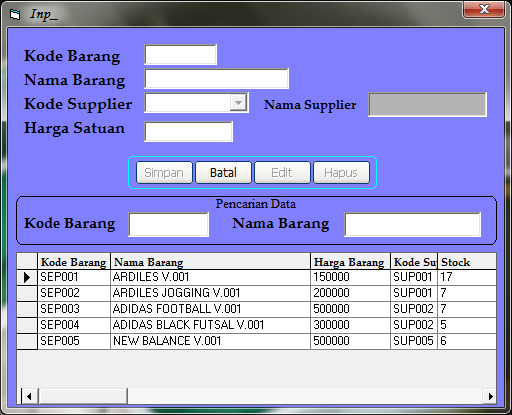 Inp_
Kode Barang
Nama Barang
Kode Supplier Nama Supplier
Harga Satuan
Simpan Batal Edit Hapus
Pencarian Data
Kode Barang Nama Barang
Kode Barang Nama Barang Harga Barang Kode Sup Stock
SEP001 ARDILES V.001 150000 SUP001 17
SEP002 ARDILES JOGGING V.001 200000 SUP001 7
SEP003 ADIDAS FOOTBALL V.001 500000 SUP002 7
SEP004 ADIDAS BLACK FUTSAL V.001 300000 SUP002 5
SEP005 NEW BALANCE V.001 500000 SUP005 6